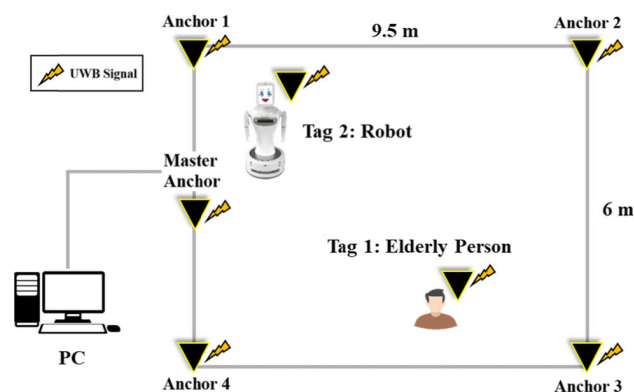 Anchor 1
9.5 m
Anchor 2
UWB Signal
Tag 2: Robot
Master
Anchor
6 m
Tag 1: Elderly Person
PC
Anchor 4
Anchor 3